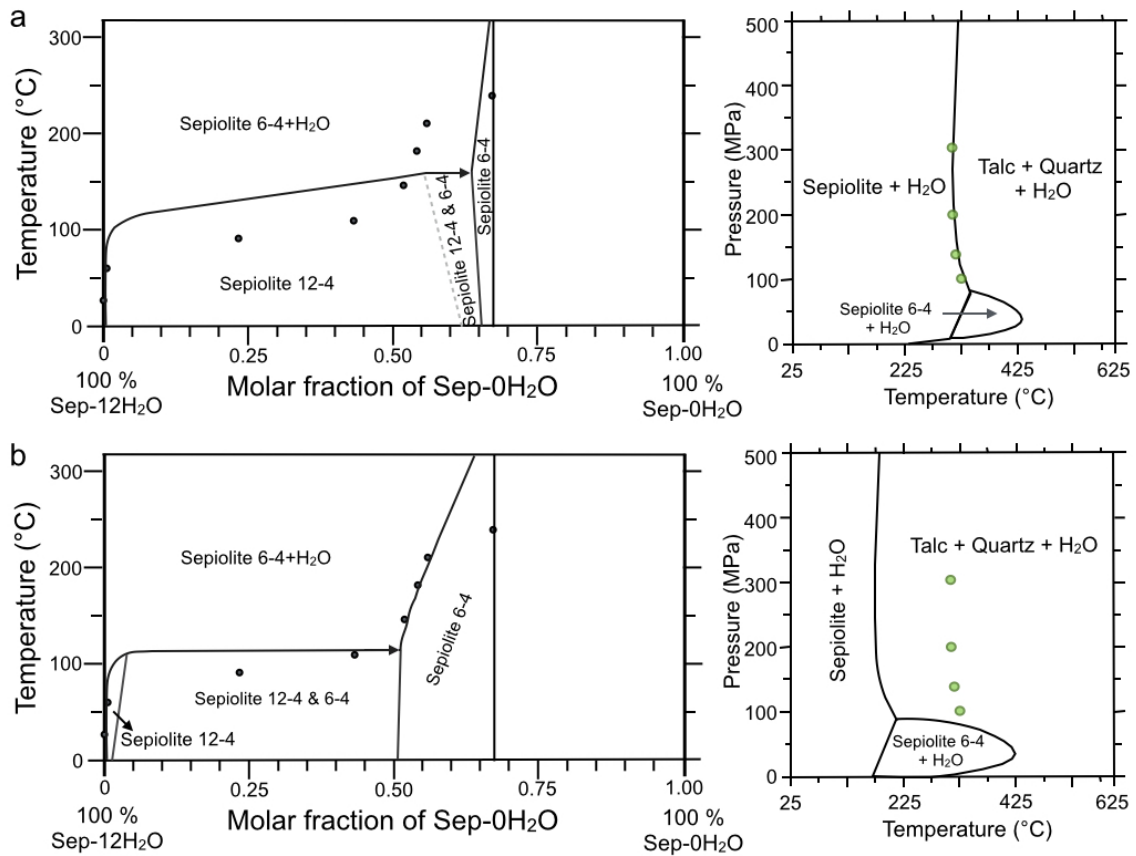 a
300
200
100
0
Temperature (°C)
Sepiolite 6-4+H₂O
Sepiolite 12-4
Sepiolite 12-4 & 6-4
Sepiolite 6-4
0
0.25
0.50
0.75
1.00
100 %
Sep-12H₂O
Molar fraction of Sep-0H₂O
100 %
Sep-0H₂O
500
400
300
200
100
0
Pressure (MPa)
Sepiolite + H₂O
Talc + Quartz
+ H₂O
Sepiolite 6-4
+ H₂O
25
225
425
625
Temperature (°C)
b
300
200
100
0
Temperature (°C)
Sepiolite 6-4+H₂O
Sepiolite 12-4 & 6-4
Sepiolite 12-4
Sepiolite 6-4
0
0.25
0.50
0.75
1.00
100 %
Sep-12H₂O
Molar fraction of Sep-0H₂O
100 %
Sep-0H₂O
500
400
300
200
100
0
Pressure (MPa)
Sepiolite + H₂O
Talc + Quartz + H₂O
Sepiolite 6-4
+ H₂O
25
225
425
625
Temperature (°C)